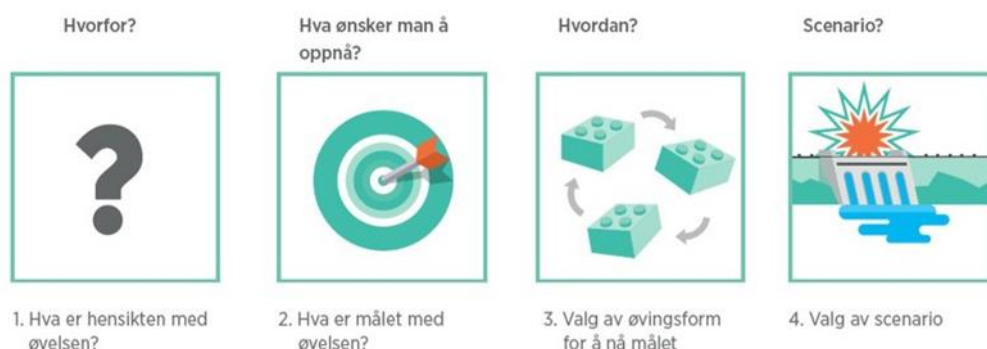 Hvorfor?
Hva ønsker man å
oppnå?
Hvordan?
Scenario?
1. Hva er hensikten med
øvelsen?
2. Hva er målet med
øvelsen?
3. Valg av øvingsform
for å nå målet
4. Valg av scenario